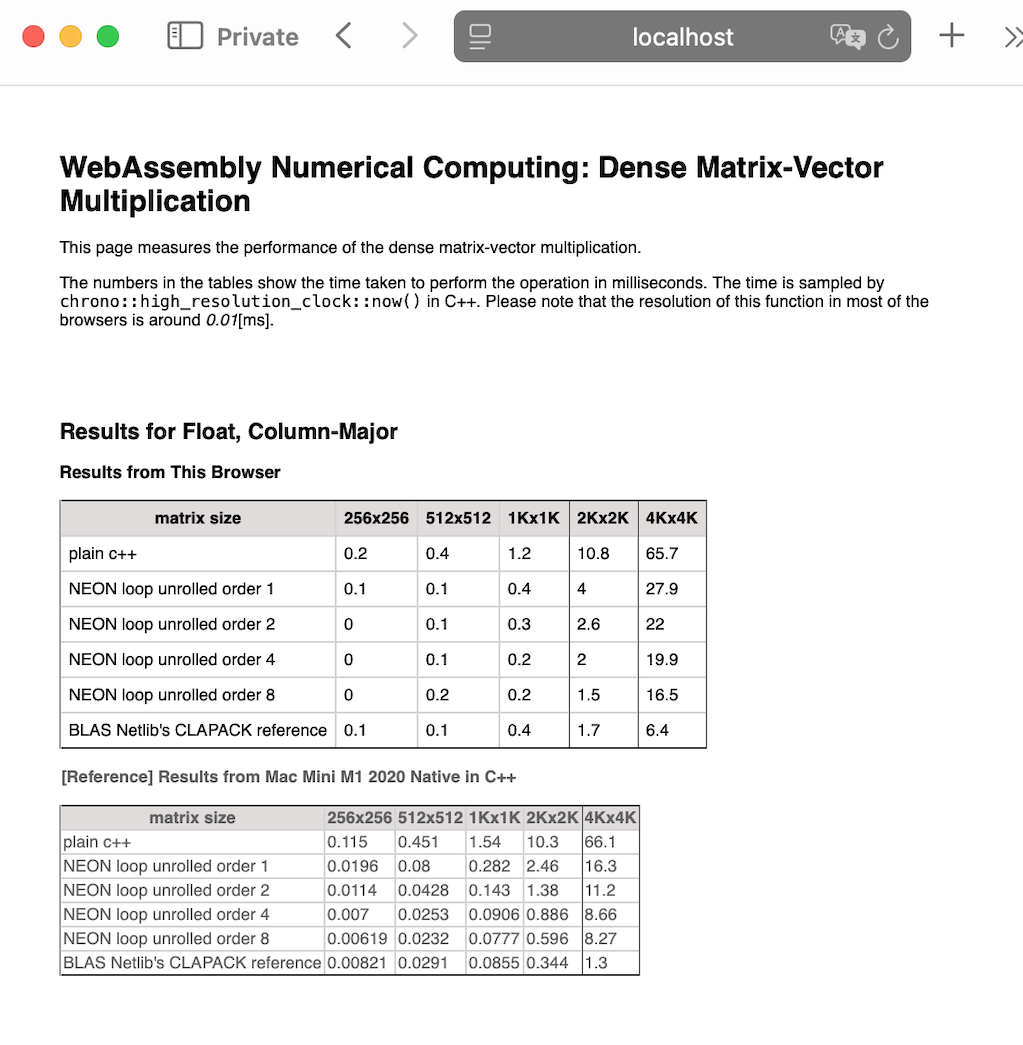 Private
localhost
WebAssembly Numerical Computing: Dense Matrix-Vector
Multiplication
This page measures the performance of the dense matrix-vector multiplication.
The numbers in the tables show the time taken to perform the operation in milliseconds. The time is sampled by
chrono::high_resolution_clock::now() in C++. Please note that the resolution of this function in most of the
browsers is around 0.01[ms].
Results for Float, Column-Major
Results from This Browser
matrix size 256x256 512x512 1Kx1K 2Kx2K 4Kx4K
plain c++ 0.2 0.4 1.2 10.8 65.7
NEON loop unrolled order 1 0.1 0.1 0.4 4 27.9
NEON loop unrolled order 2 0 0.1 0.3 2.6 22
NEON loop unrolled order 4 0 0.1 0.2 2 19.9
NEON loop unrolled order 8 0 0.2 0.2 1.5 16.5
BLAS Netlib's CLAPACK reference 0.1 0.1 0.4 1.7 6.4
[Reference] Results from Mac Mini M1 2020 Native in C++
matrix size 256x256 512x512 1Kx1K 2Kx2K 4Kx4K
plain c++ 0.115 0.451 1.54 10.3 66.1
NEON loop unrolled order 1 0.0196 0.08 0.282 2.46 16.3
NEON loop unrolled order 2 0.0114 0.0428 0.143 1.38 11.2
NEON loop unrolled order 4 0.007 0.0253 0.0906 0.886 8.66
NEON loop unrolled order 8 0.00619 0.0232 0.0777 0.596 8.27
BLAS Netlib's CLAPACK reference 0.00821 0.0291 0.0855 0.344 1.3